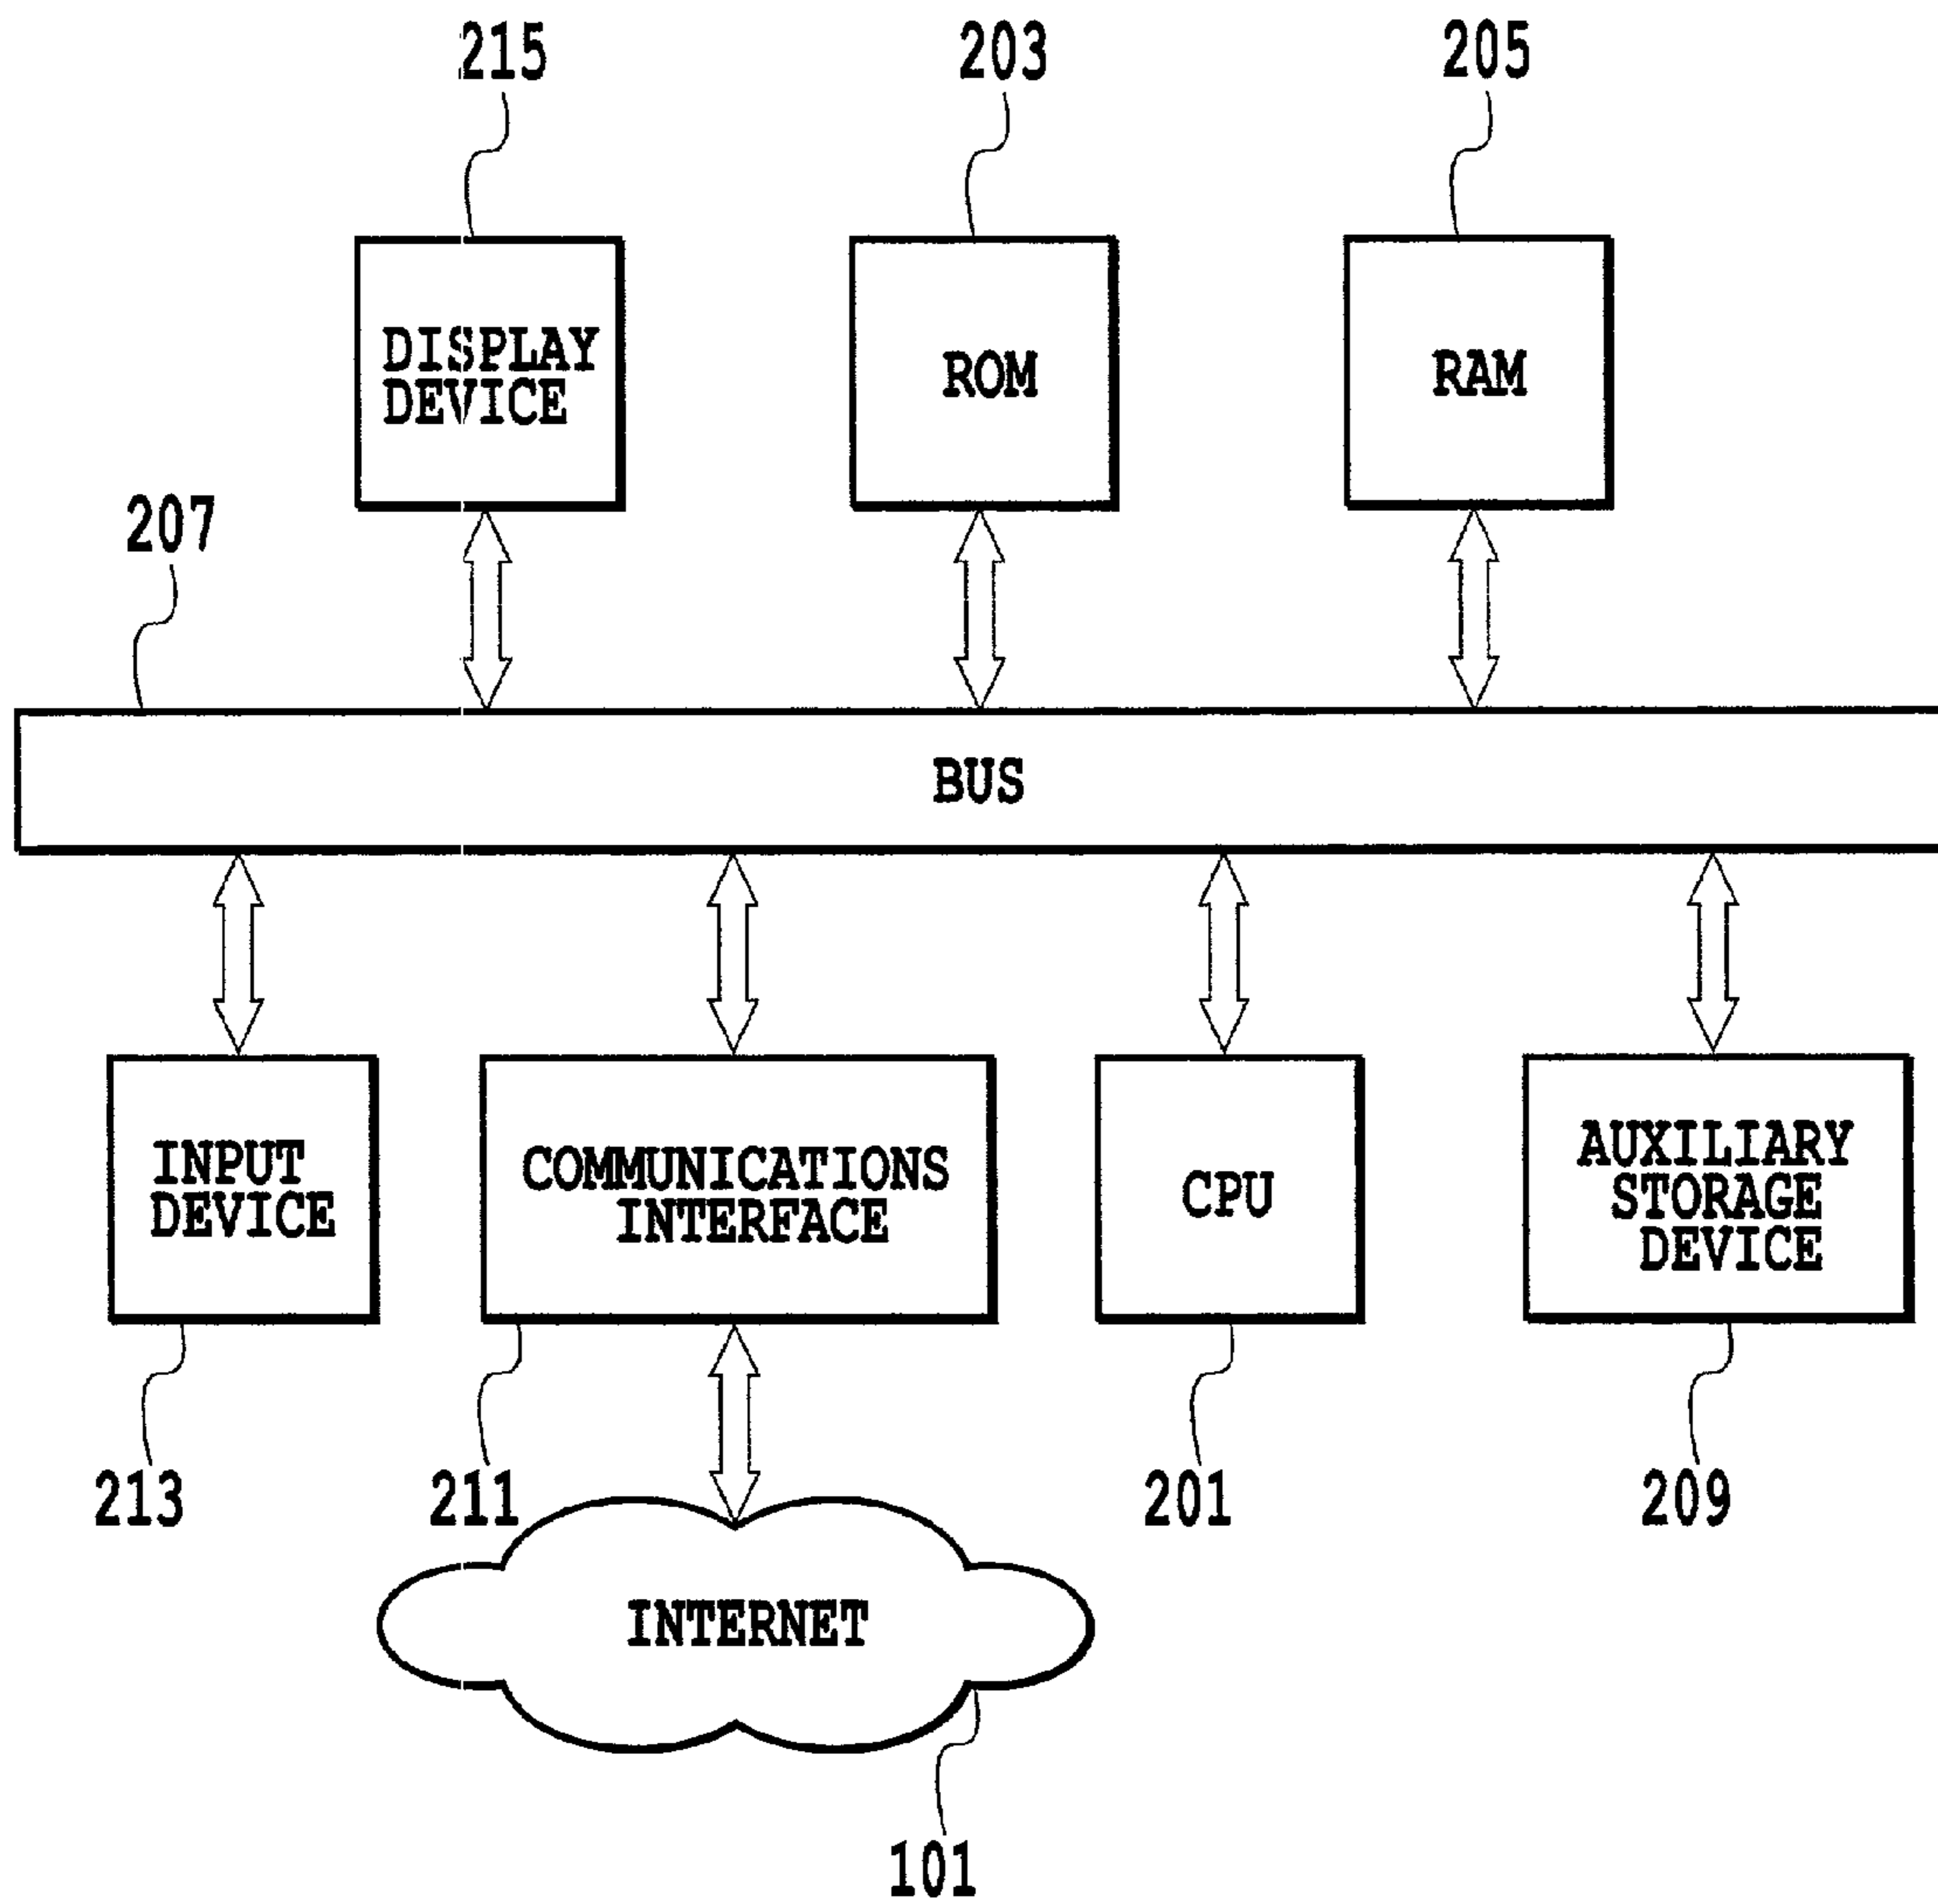 215
203
205
DISPLAY
DEVICE
ROM
RAM
207
BUS
INPUT
DEVICE
COMMUNICATIONS
INTERFACE
CPU
AUXILIARY
STORAGE
DEVICE
213
211
201
209
INTERNET
101